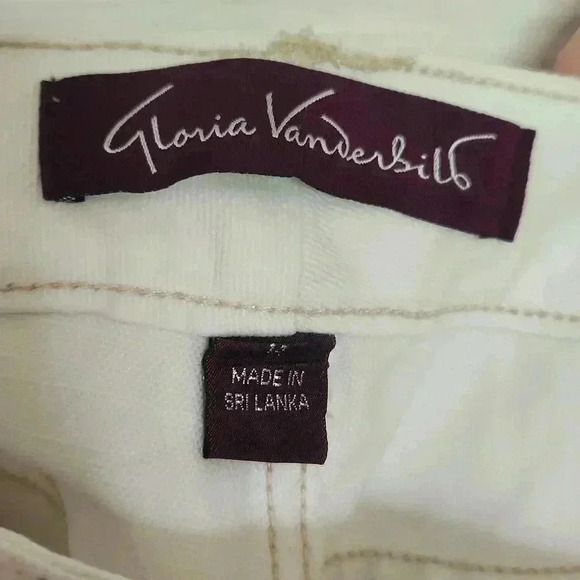 Gloria Vanderbilt
MADE IN
SRI LANKA